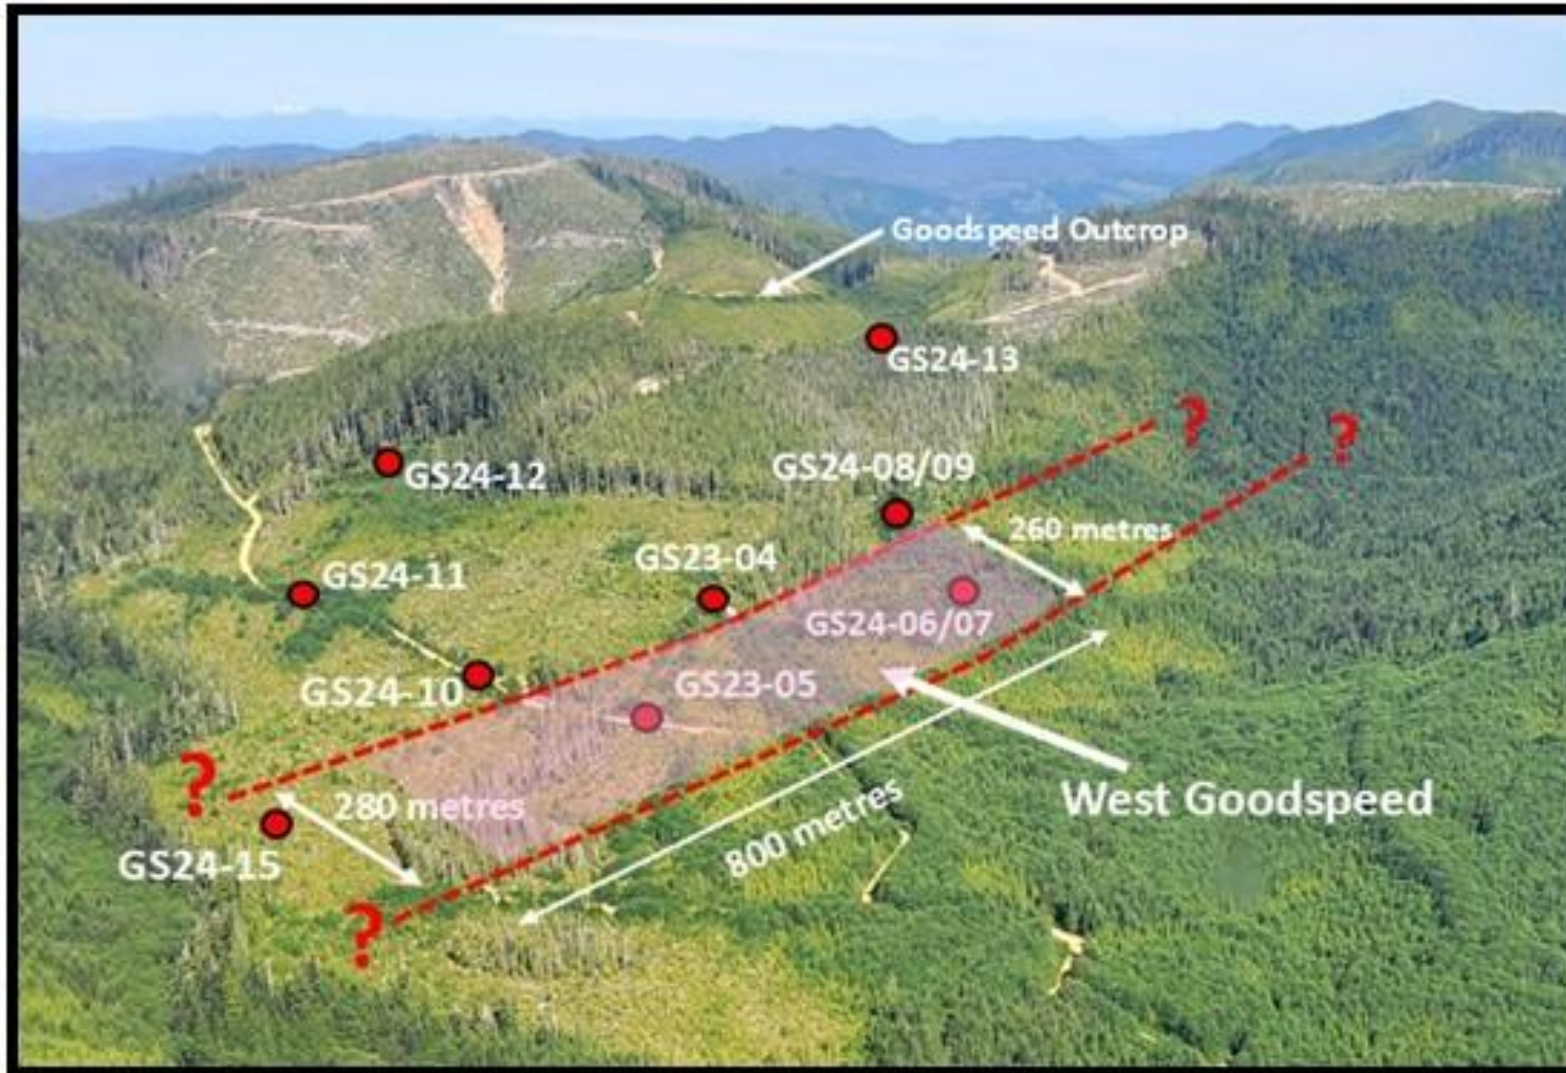 Goodspeed Outcrop
GS24-13
?
?
GS24-12
GS24-08/09
260 metres
GS24-11
GS23-04
GS24-06/07
GS24-10
GS23-05
?
280 metres
West Goodspeed
800 metres
GS24-15
?